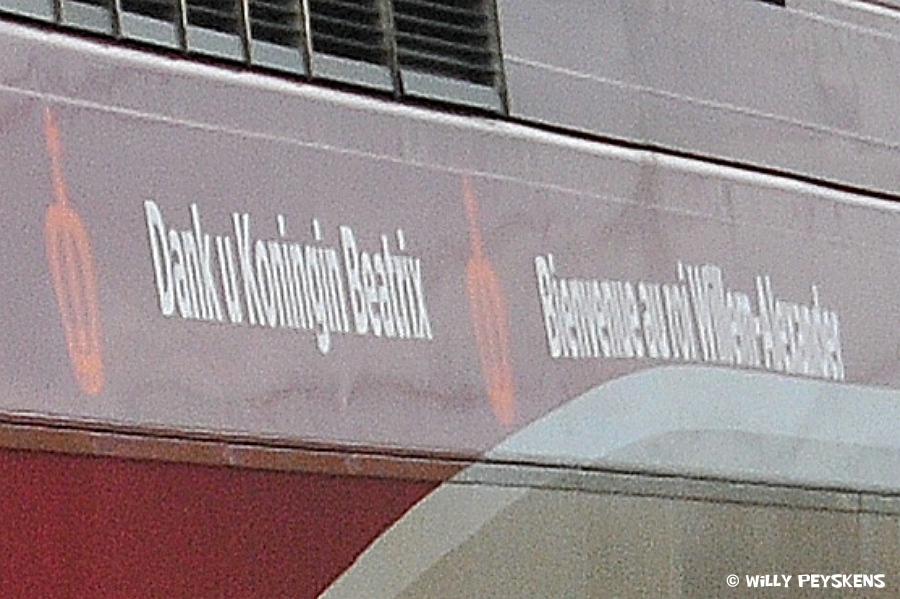 Dank u Koningin Beatrix
Bienvenue au roi Willem-Alexander
© WILLY PEYSKENS